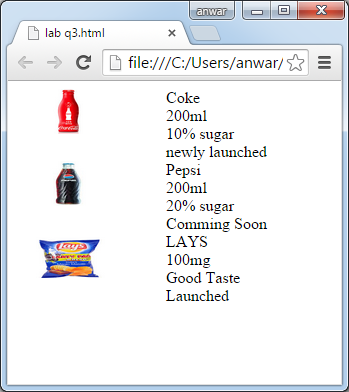 anwar
lab q3.html
file:///C:/Users/anwar/
Coke
200ml
10% sugar
newly launched
Pepsi
200ml
20% sugar
Comming Soon
Lays
LAYS
100mg
Good Taste
Launched